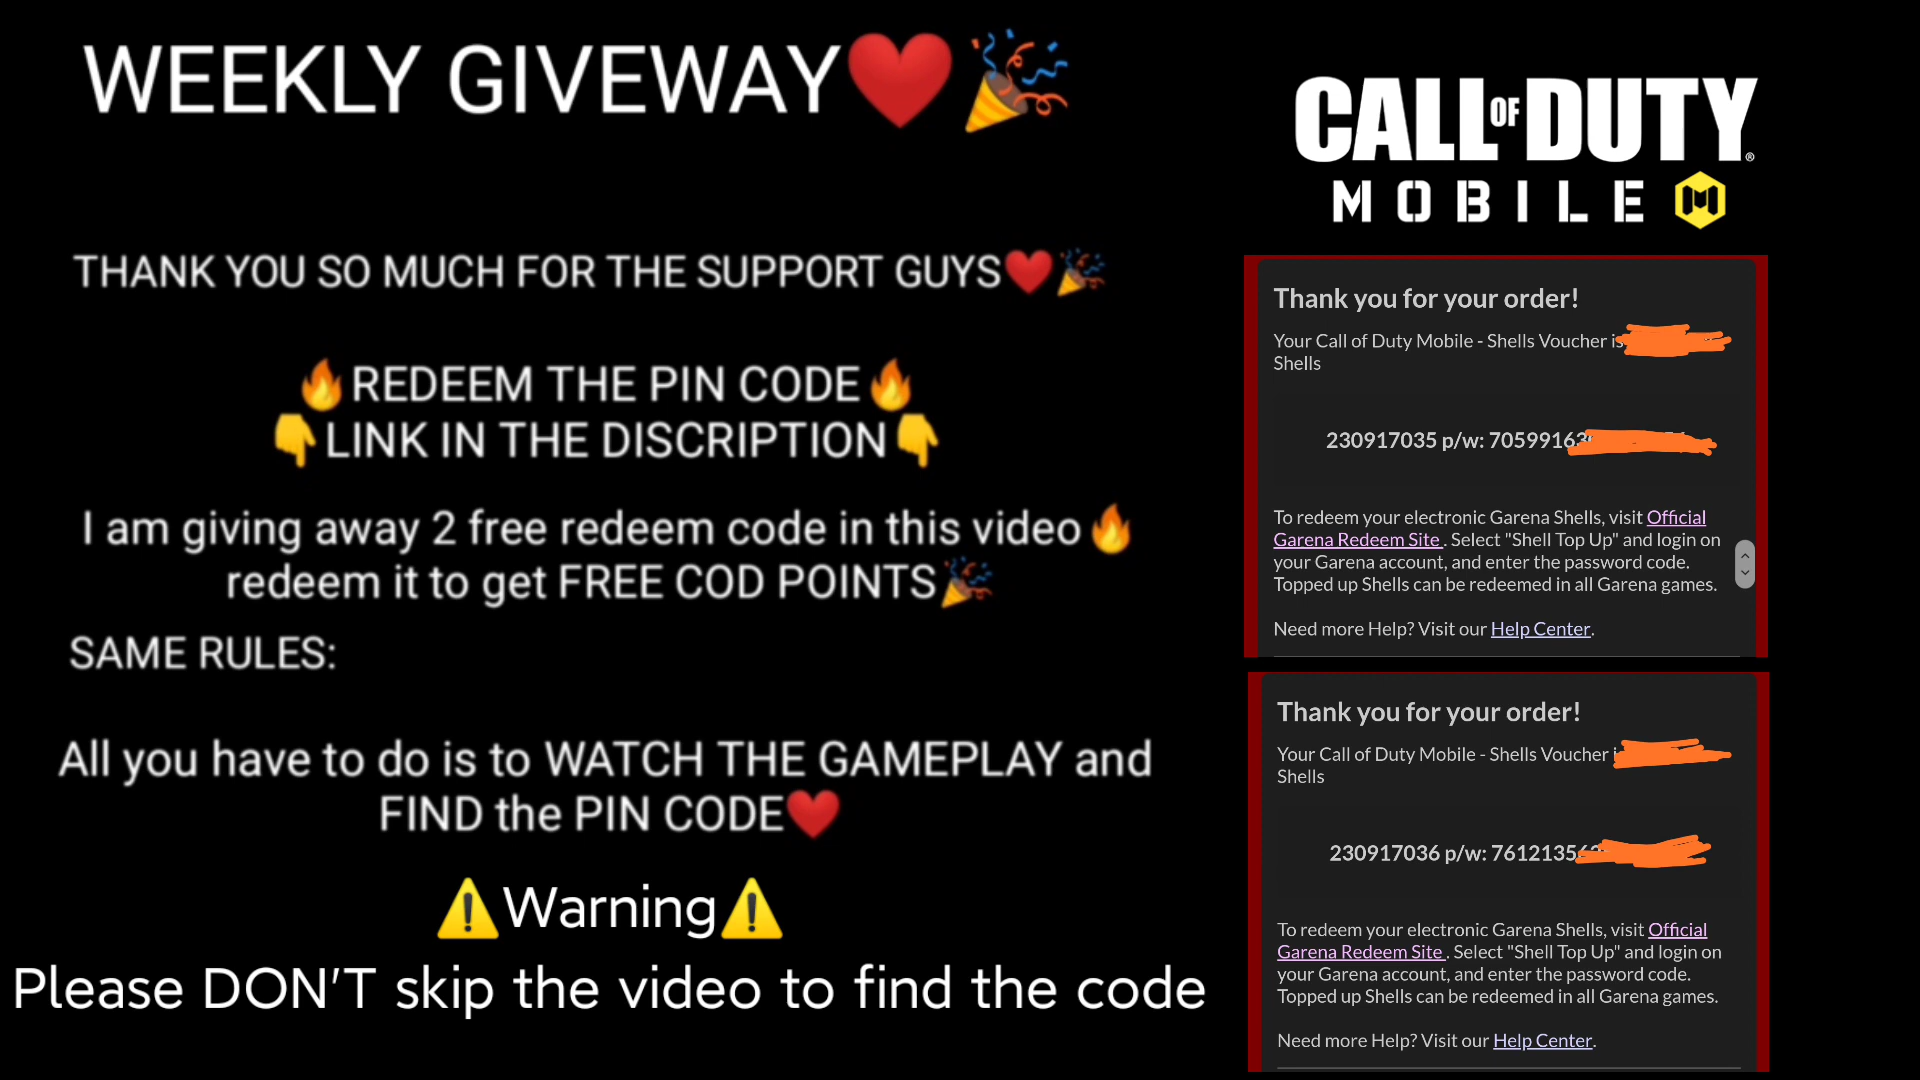 WEEKLY GIVEWAY❤️🎉
THANK YOU SO MUCH FOR THE SUPPORT GUYS❤️🎉
🔥REDEEM THE PIN CODE🔥
👇LINK IN THE DISCRIPTION👇
I am giving away 2 free redeem code in this video🔥
redeem it to get FREE COD POINTS🎉
SAME RULES:
All you have to do is to WATCH THE GAMEPLAY and
FIND the PIN CODE❤️
⚠️Warning⚠️
Please DON'T skip the video to find the code
CALL OF DUTY®
MOBILE
Thank you for your order!
Your Call of Duty Mobile - Shells Voucher is
Shells
230917035 p/w: 7059916
To redeem your electronic Garena Shells, visit Official
Garena Redeem Site . Select "Shell Top Up" and login on
your Garena account, and enter the password code.
Topped up Shells can be redeemed in all Garena games.
Need more Help? Visit our Help Center.
Thank you for your order!
Your Call of Duty Mobile - Shells Voucher
Shells
230917036 p/w: 7612135
To redeem your electronic Garena Shells, visit Official
Garena Redeem Site . Select "Shell Top Up" and login on
your Garena account, and enter the password code.
Topped up Shells can be redeemed in all Garena games.
Need more Help? Visit our Help Center.